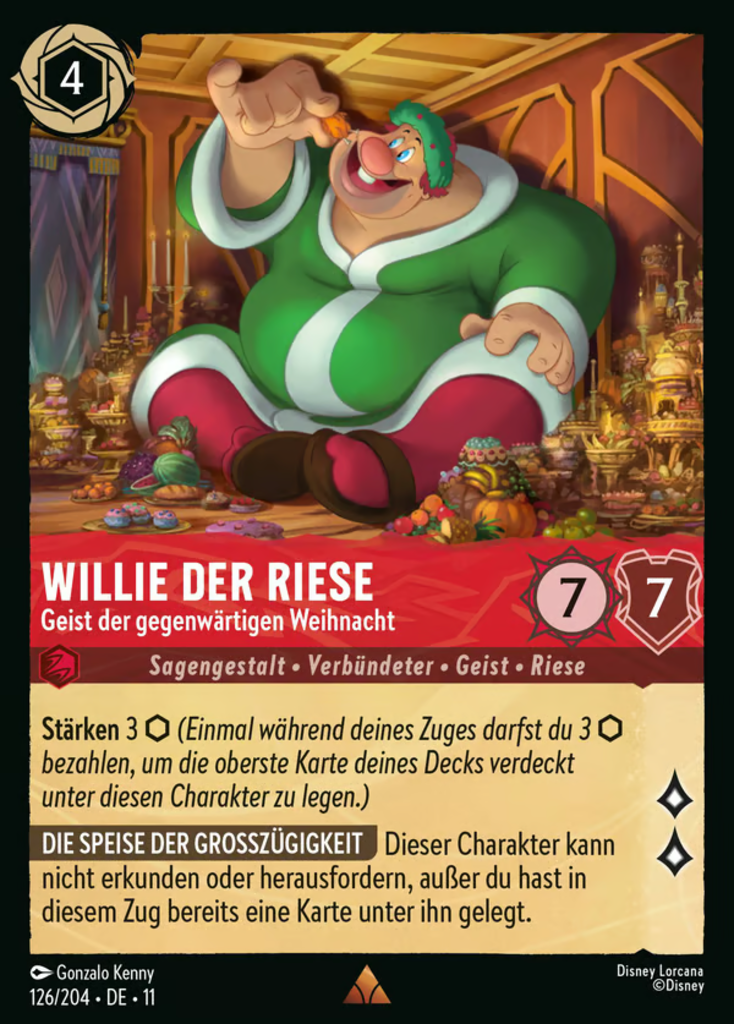 4
WILLIE DER RIESE
Geist der gegenwärtigen Weihnacht
7
7
Sagengestalt • Verbündeter • Geist • Riese
Stärken 3 ⬡ (Einmal während deines Zuges darfst du 3 ⬡
bezahlen, um die oberste Karte deines Decks verdeckt
unter diesen Charakter zu legen.)
DIE SPEISE DER GROSSZÜGIGKEIT Dieser Charakter kann
nicht erkunden oder herausfordern, außer du hast in
diesem Zug bereits eine Karte unter ihn gelegt.
Gonzalo Kenny
126/204 • DE • 11
Disney Lorcana
©Disney